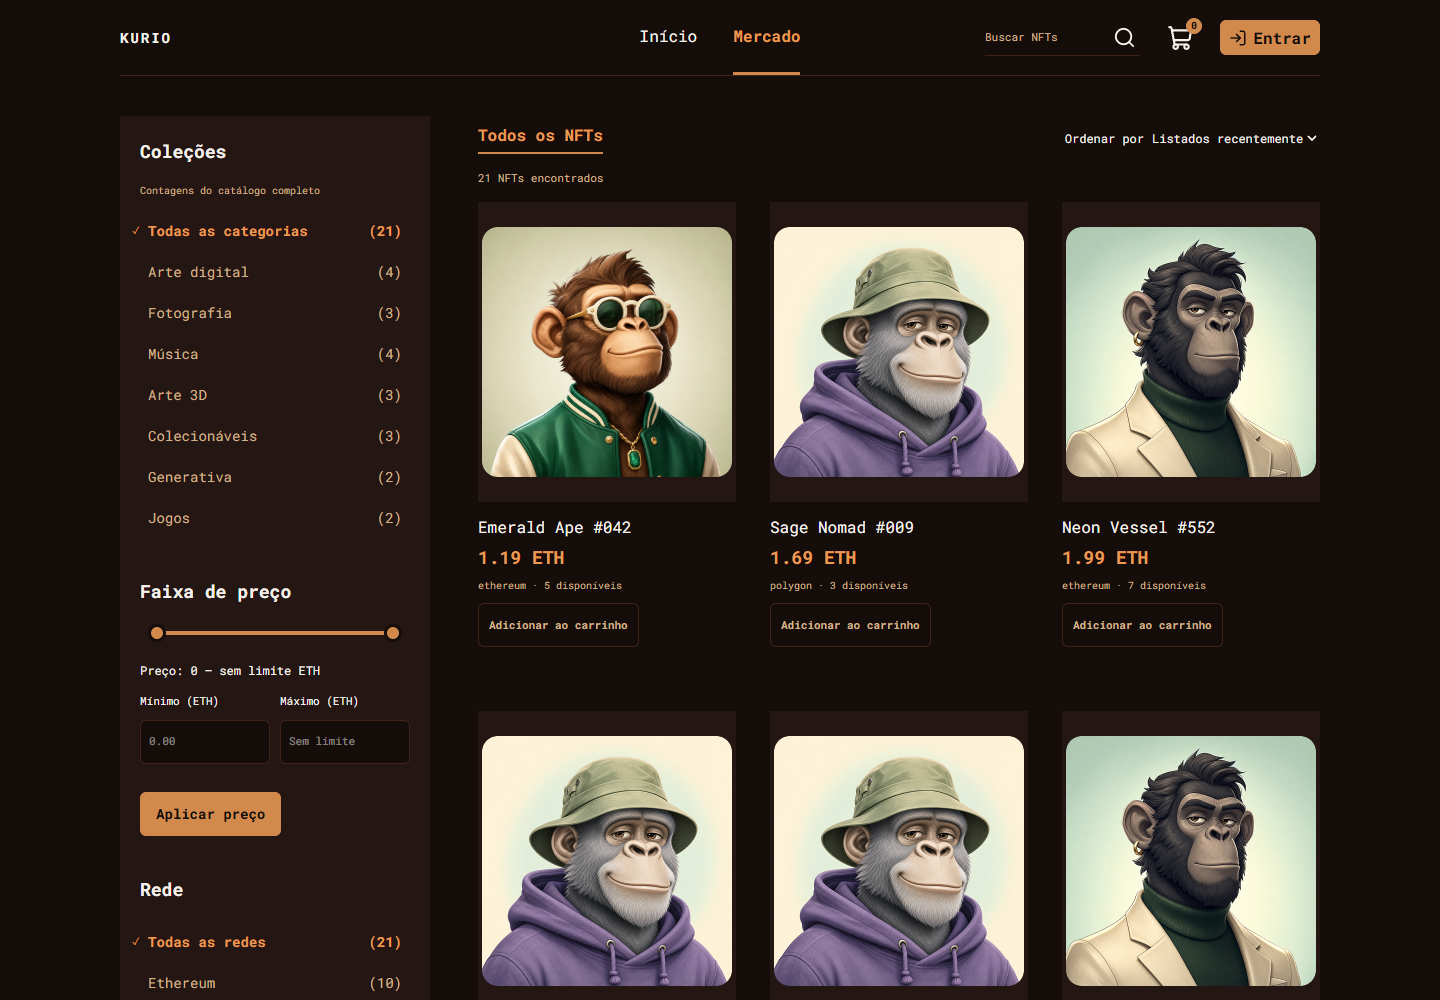 KURIO
Início
Mercado
Buscar NFTs
0
Entrar
Coleções
Contagens do catálogo completo
✓ Todas as categorias (21)
Arte digital (4)
Fotografia (3)
Música (4)
Arte 3D (3)
Colecionáveis (3)
Generativa (2)
Jogos (2)
Faixa de preço
Preço: 0 — sem limite ETH
Mínimo (ETH) Máximo (ETH)
0.00 Sem limite
Aplicar preço
Rede
✓ Todas as redes (21)
Ethereum (10)
Todos os NFTs
Ordenar por Listados recentemente
21 NFTs encontrados
Emerald Ape #042
1.19 ETH
ethereum · 5 disponíveis
Adicionar ao carrinho
Sage Nomad #009
1.69 ETH
polygon · 3 disponíveis
Adicionar ao carrinho
Neon Vessel #552
1.99 ETH
ethereum · 7 disponíveis
Adicionar ao carrinho